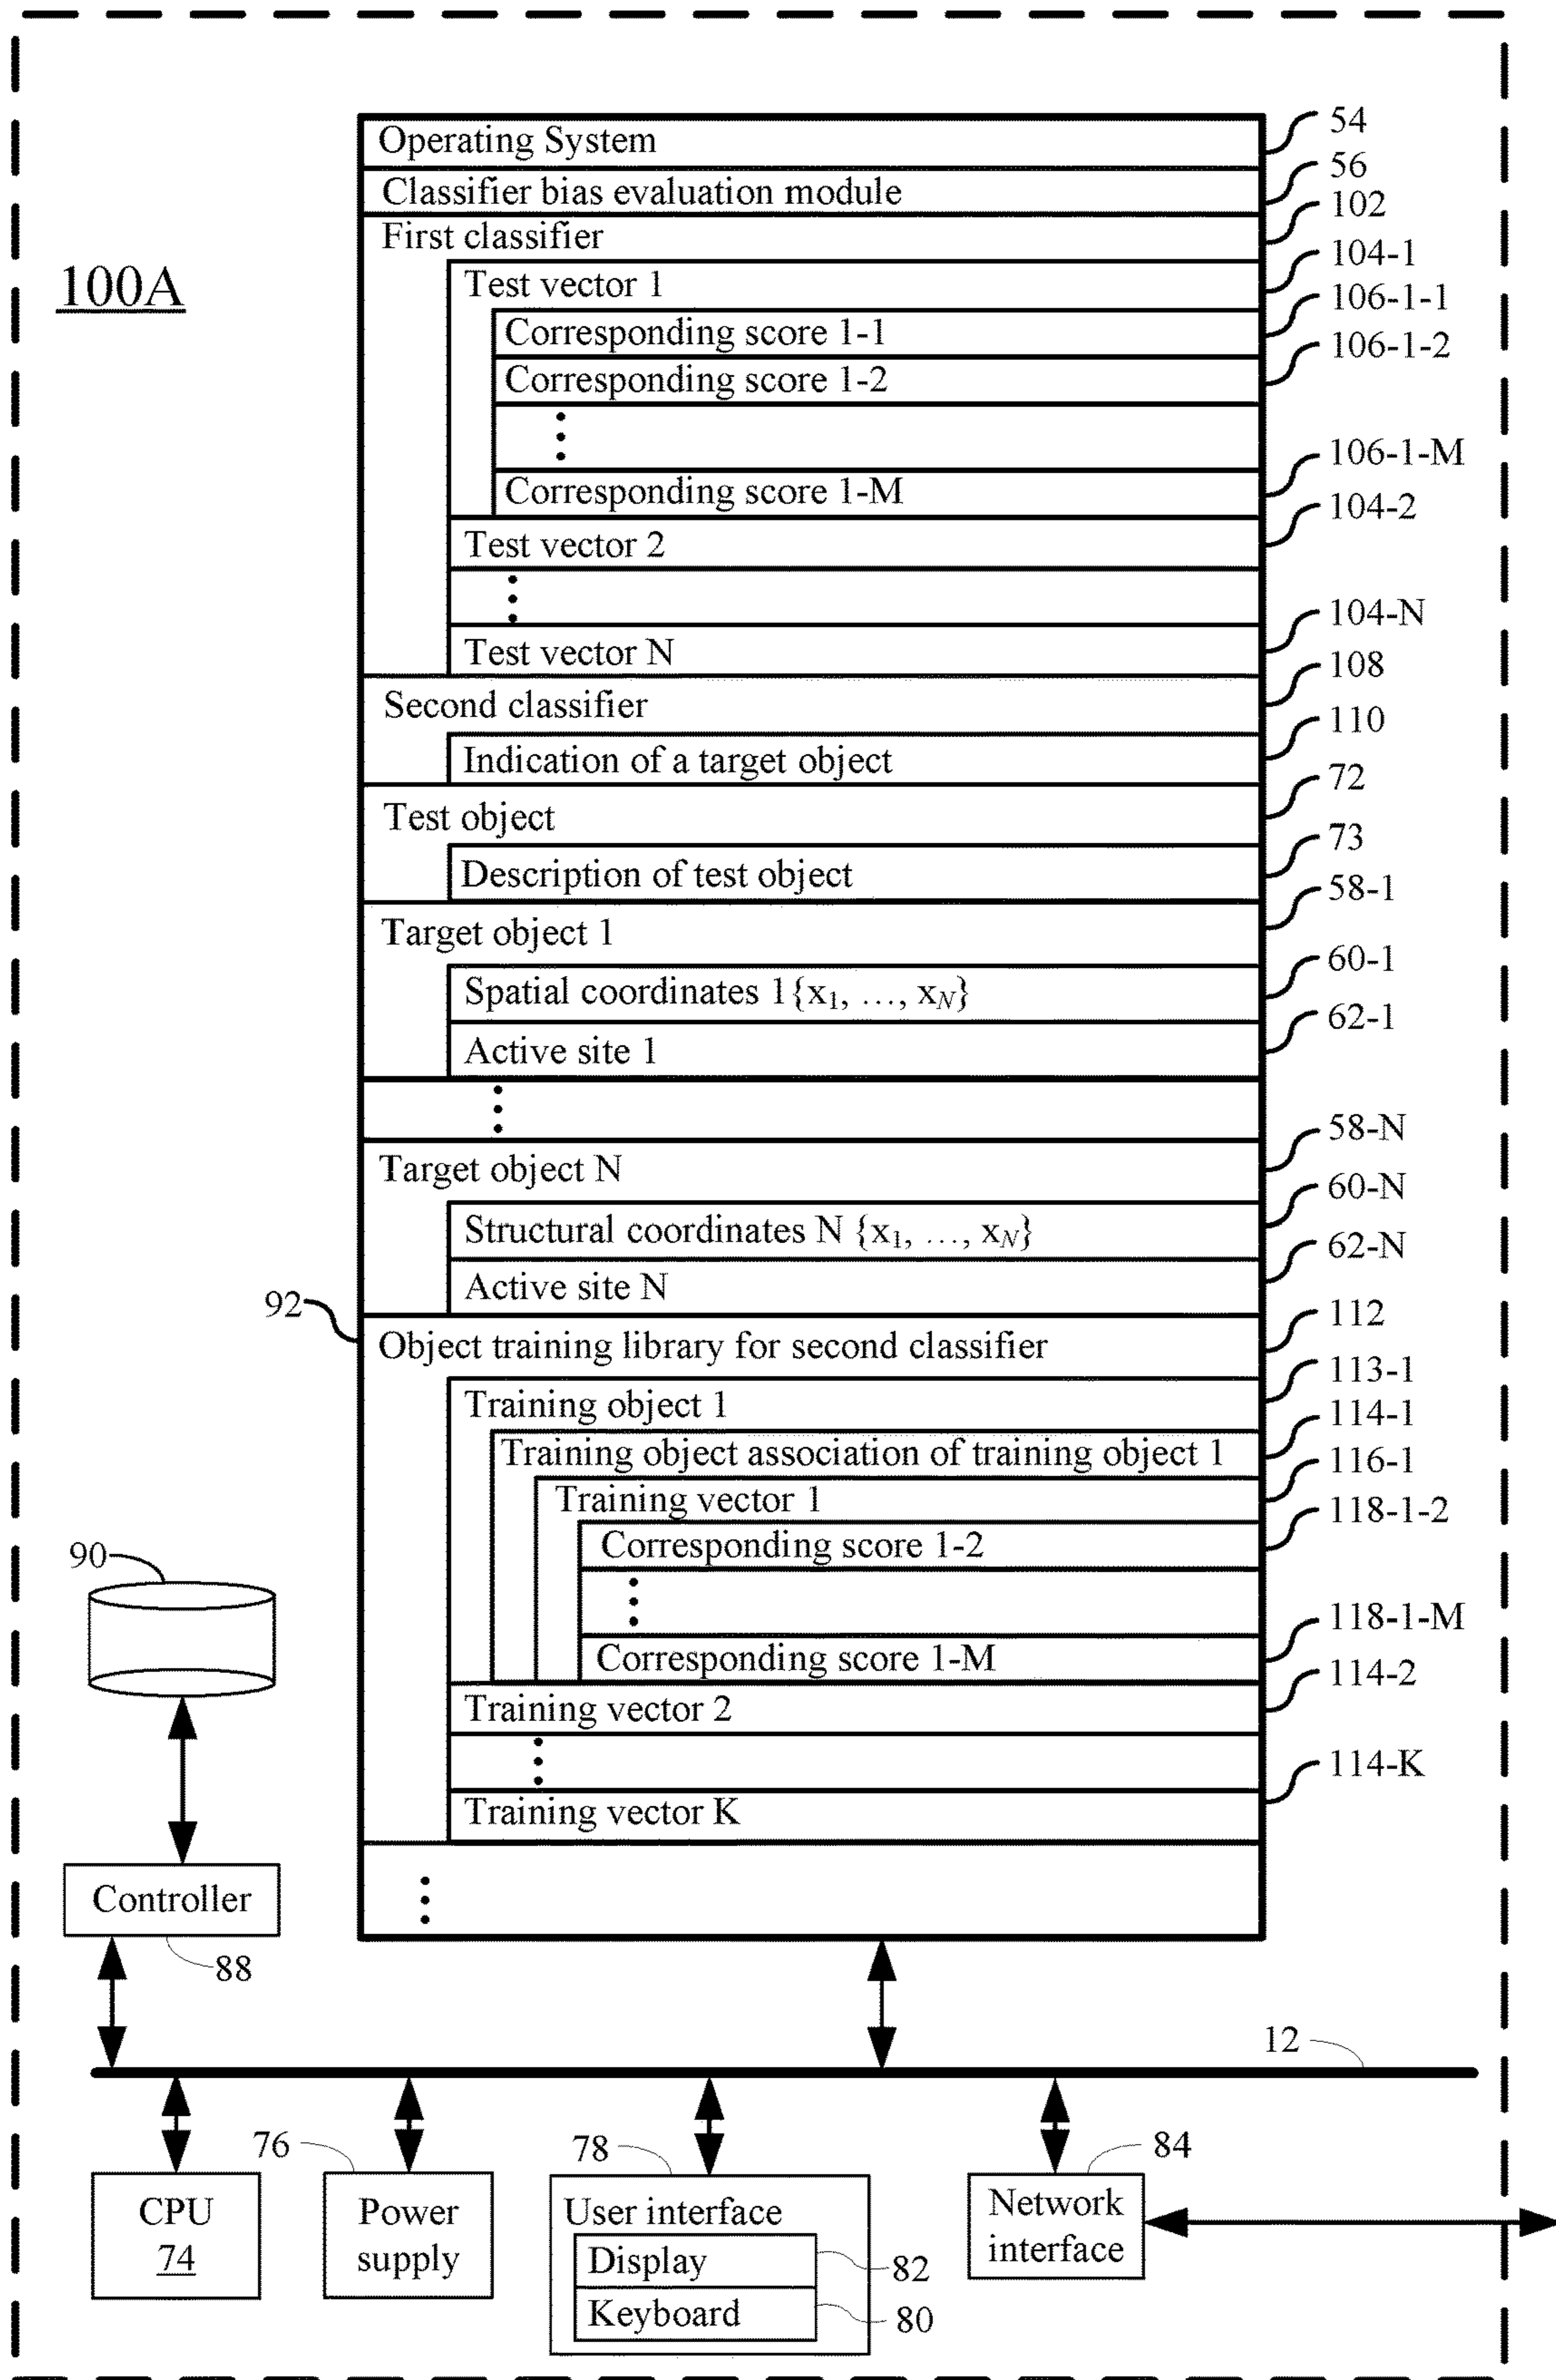 100A
Operating System
54
Classifier bias evaluation module
56
First classifier
102
Test vector 1
104-1
Corresponding score 1-1
106-1-1
Corresponding score 1-2
106-1-2
Corresponding score 1-M
106-1-M
Test vector 2
104-2
Test vector N
104-N
Second classifier
108
Indication of a target object
110
Test object
72
Description of test object
73
Target object 1
58-1
Spatial coordinates 1{x1, …, xN}
60-1
Active site 1
62-1
Target object N
58-N
Structural coordinates N {x1, …, xN}
60-N
Active site N
62-N
92
Object training library for second classifier
112
Training object 1
113-1
Training object association of training object 1
114-1
Training vector 1
116-1
Corresponding score 1-2
118-1-2
Corresponding score 1-M
118-1-M
Training vector 2
114-2
Training vector K
114-K
90
Controller
88
12
CPU
74
76
Power
supply
78
User interface
Display
82
Keyboard
80
84
Network
interface